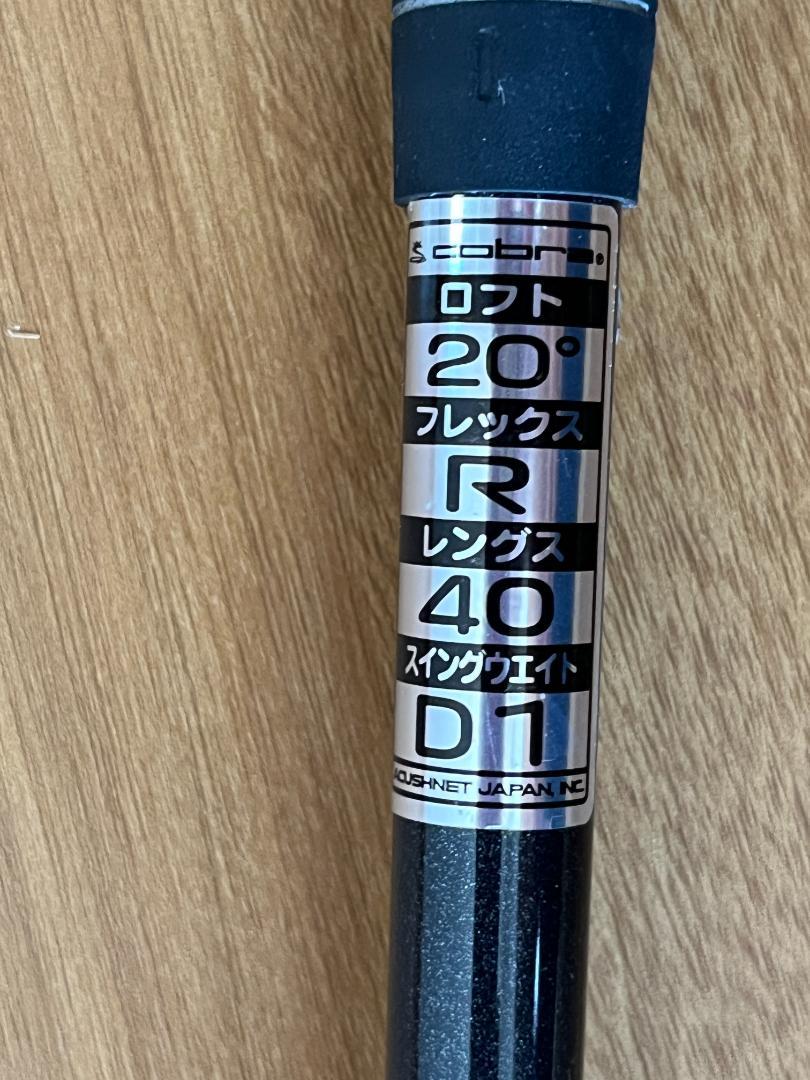 cobra®
ロフト
20°
フレックス
R
レングス
40
スイングウエイト
D1
ACUSHNET JAPAN, INC.